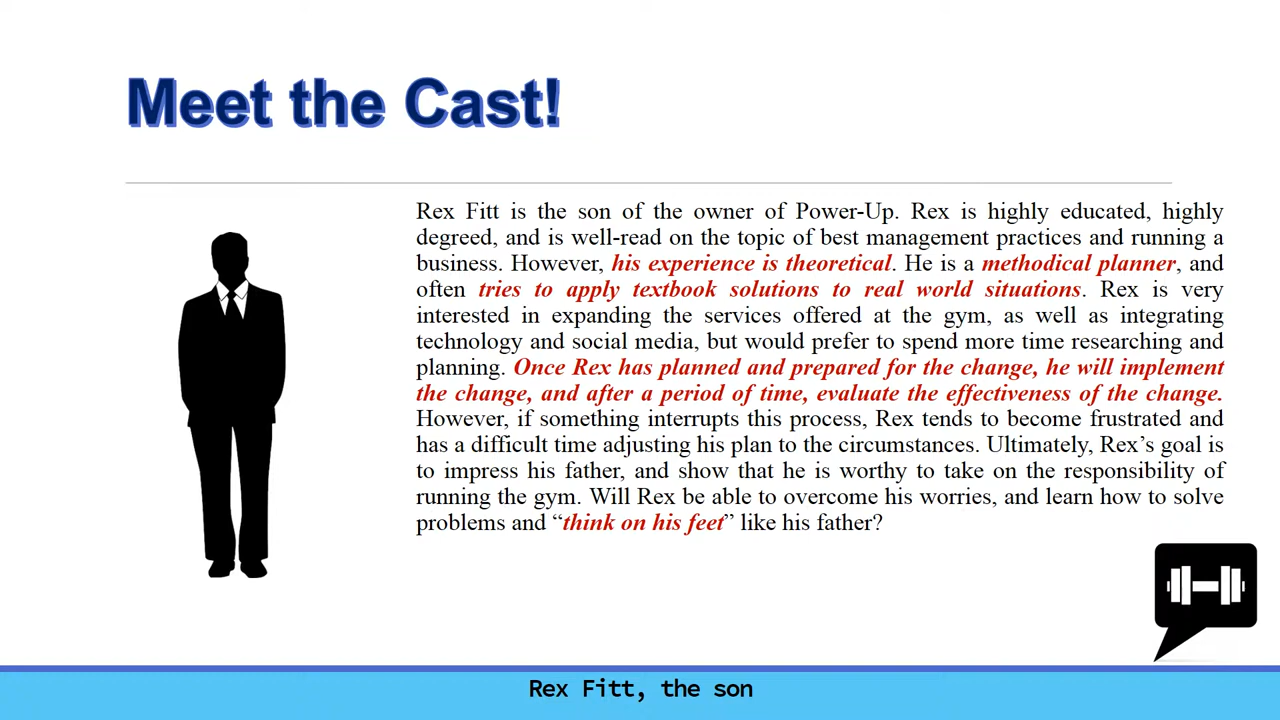 Meet the Cast!
Rex Fitt is the son of the owner of Power-Up. Rex is highly educated, highly
degreed, and is well-read on the topic of best management practices and running a
business. However, his experience is theoretical. He is a methodical planner, and
often tries to apply textbook solutions to real world situations. Rex is very
interested in expanding the services offered at the gym, as well as integrating
technology and social media, but would prefer to spend more time researching and
planning. Once Rex has planned and prepared for the change, he will implement
the change, and after a period of time, evaluate the effectiveness of the change.
However, if something interrupts this process, Rex tends to become frustrated and
has a difficult time adjusting his plan to the circumstances. Ultimately, Rex’s goal is
to impress his father, and show that he is worthy to take on the responsibility of
running the gym. Will Rex be able to overcome his worries, and learn how to solve
problems and “think on his feet” like his father?
Rex Fitt, the son